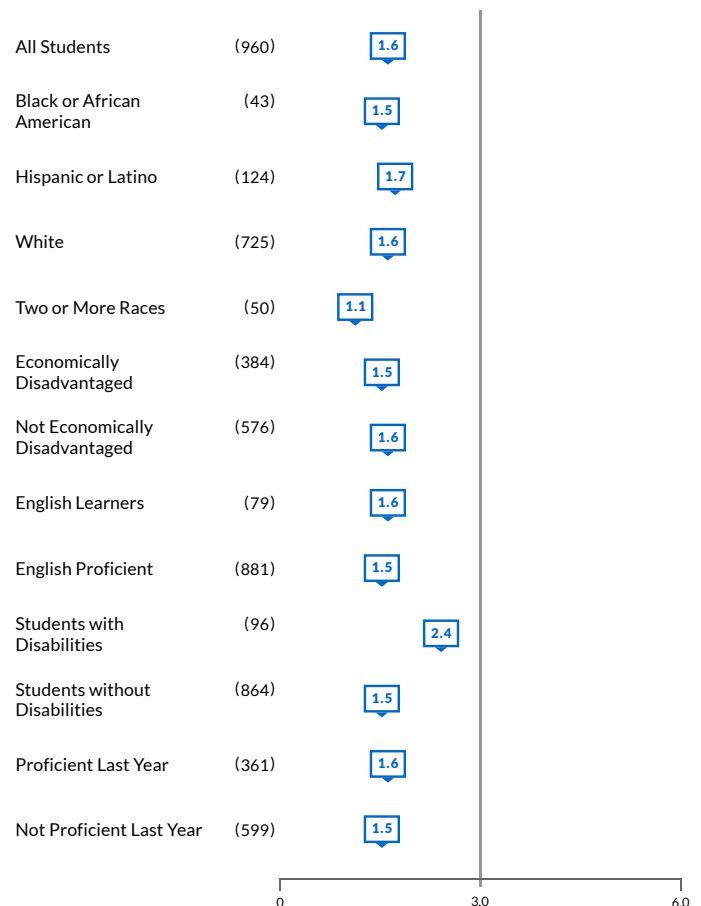 All Students (960) 1.6
Black or African (43)
American
1.5
Hispanic or Latino (124) 1.7
White (725) 1.6
Two or More Races (50) 1.1
Economically (384)
Disadvantaged
1.5
Not Economically (576)
Disadvantaged
1.6
English Learners (79) 1.6
English Proficient (881) 1.5
Students with (96)
Disabilities
2.4
Students without (864)
Disabilities
1.5
Proficient Last Year (361) 1.6
Not Proficient Last Year (599) 1.5
0 3.0 6.0